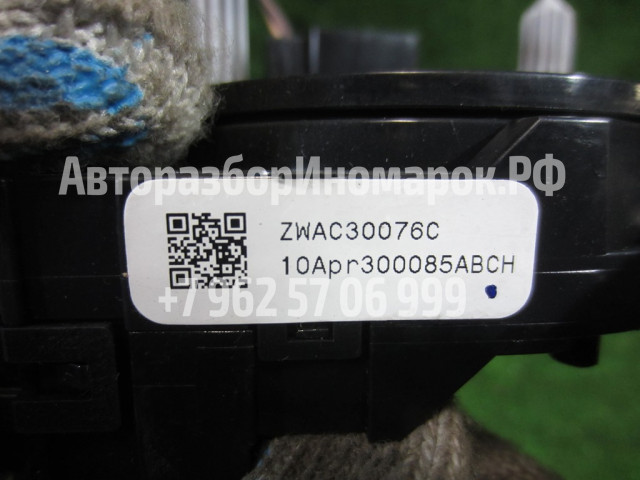 АвторазборИномарок.РФ
ZWAC30076C
10Apr300085ABCH
+7 962 57 06 999